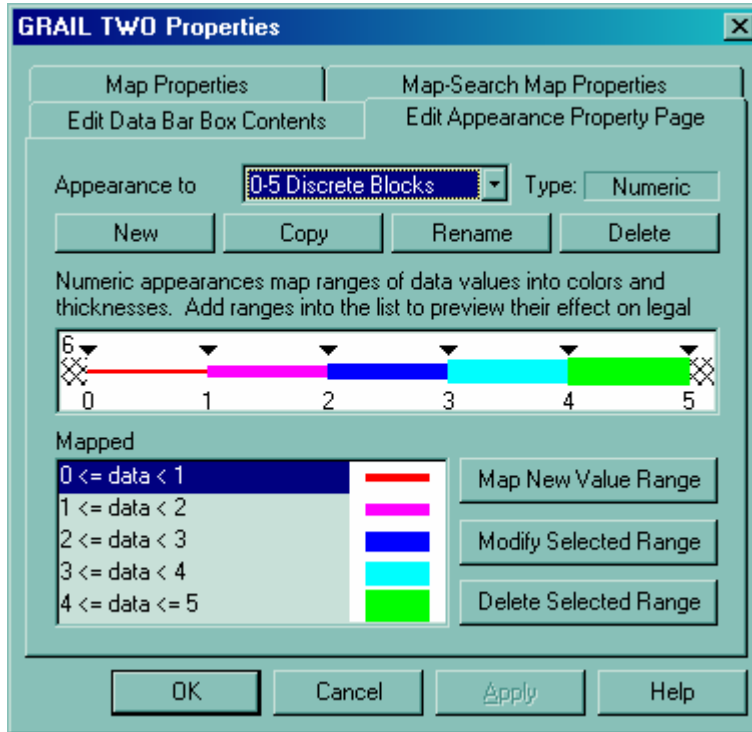 GRAIL TWO Properties
Map Properties Map-Search Map Properties
Edit Data Bar Box Contents Edit Appearance Property Page
Appearance to 0-5 Discrete Blocks Type: Numeric
New Copy Rename Delete
Numeric appearances map ranges of data values into colors and
thicknesses. Add ranges into the list to preview their effect on legal
6
0 1 2 3 4 5
Mapped
0 <= data < 1
1 <= data < 2
2 <= data < 3
3 <= data < 4
4 <= data <= 5
Map New Value Range
Modify Selected Range
Delete Selected Range
OK Cancel Apply Help